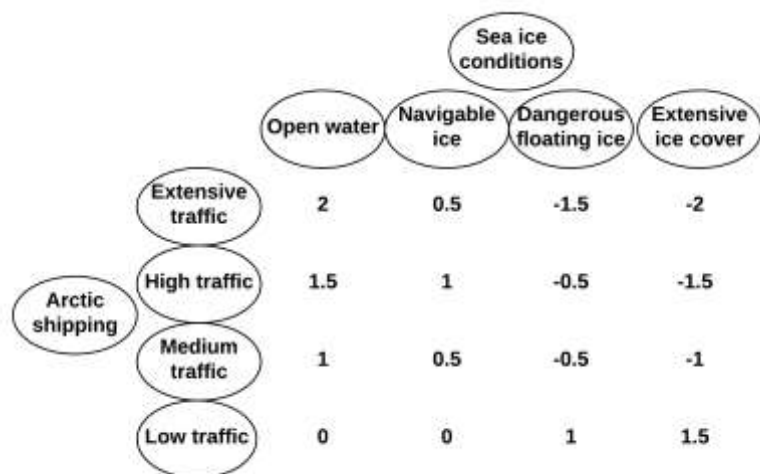 Sea ice
conditions
Open water
Navigable
ice
Dangerous
floating ice
Extensive
ice cover
Extensive
traffic
2 0.5 -1.5 -2
High traffic 1.5 1 -0.5 -1.5
Arctic
shipping
Medium
traffic
1 0.5 -0.5 -1
Low traffic 0 0 1 1.5